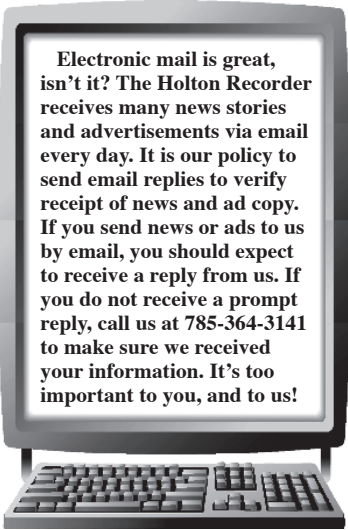 Electronic mail is great,
isn't it? The Holton Recorder
receives many news stories
and advertisements via email
every day. It is our policy to
send email replies to verify
receipt of news and ad copy.
If you send news or ads to us
by email, you should expect
to receive a reply from us. If
you do not receive a prompt
reply, call us at 785-364-3141
to make sure we received
your information. It's too
important to you, and to us!